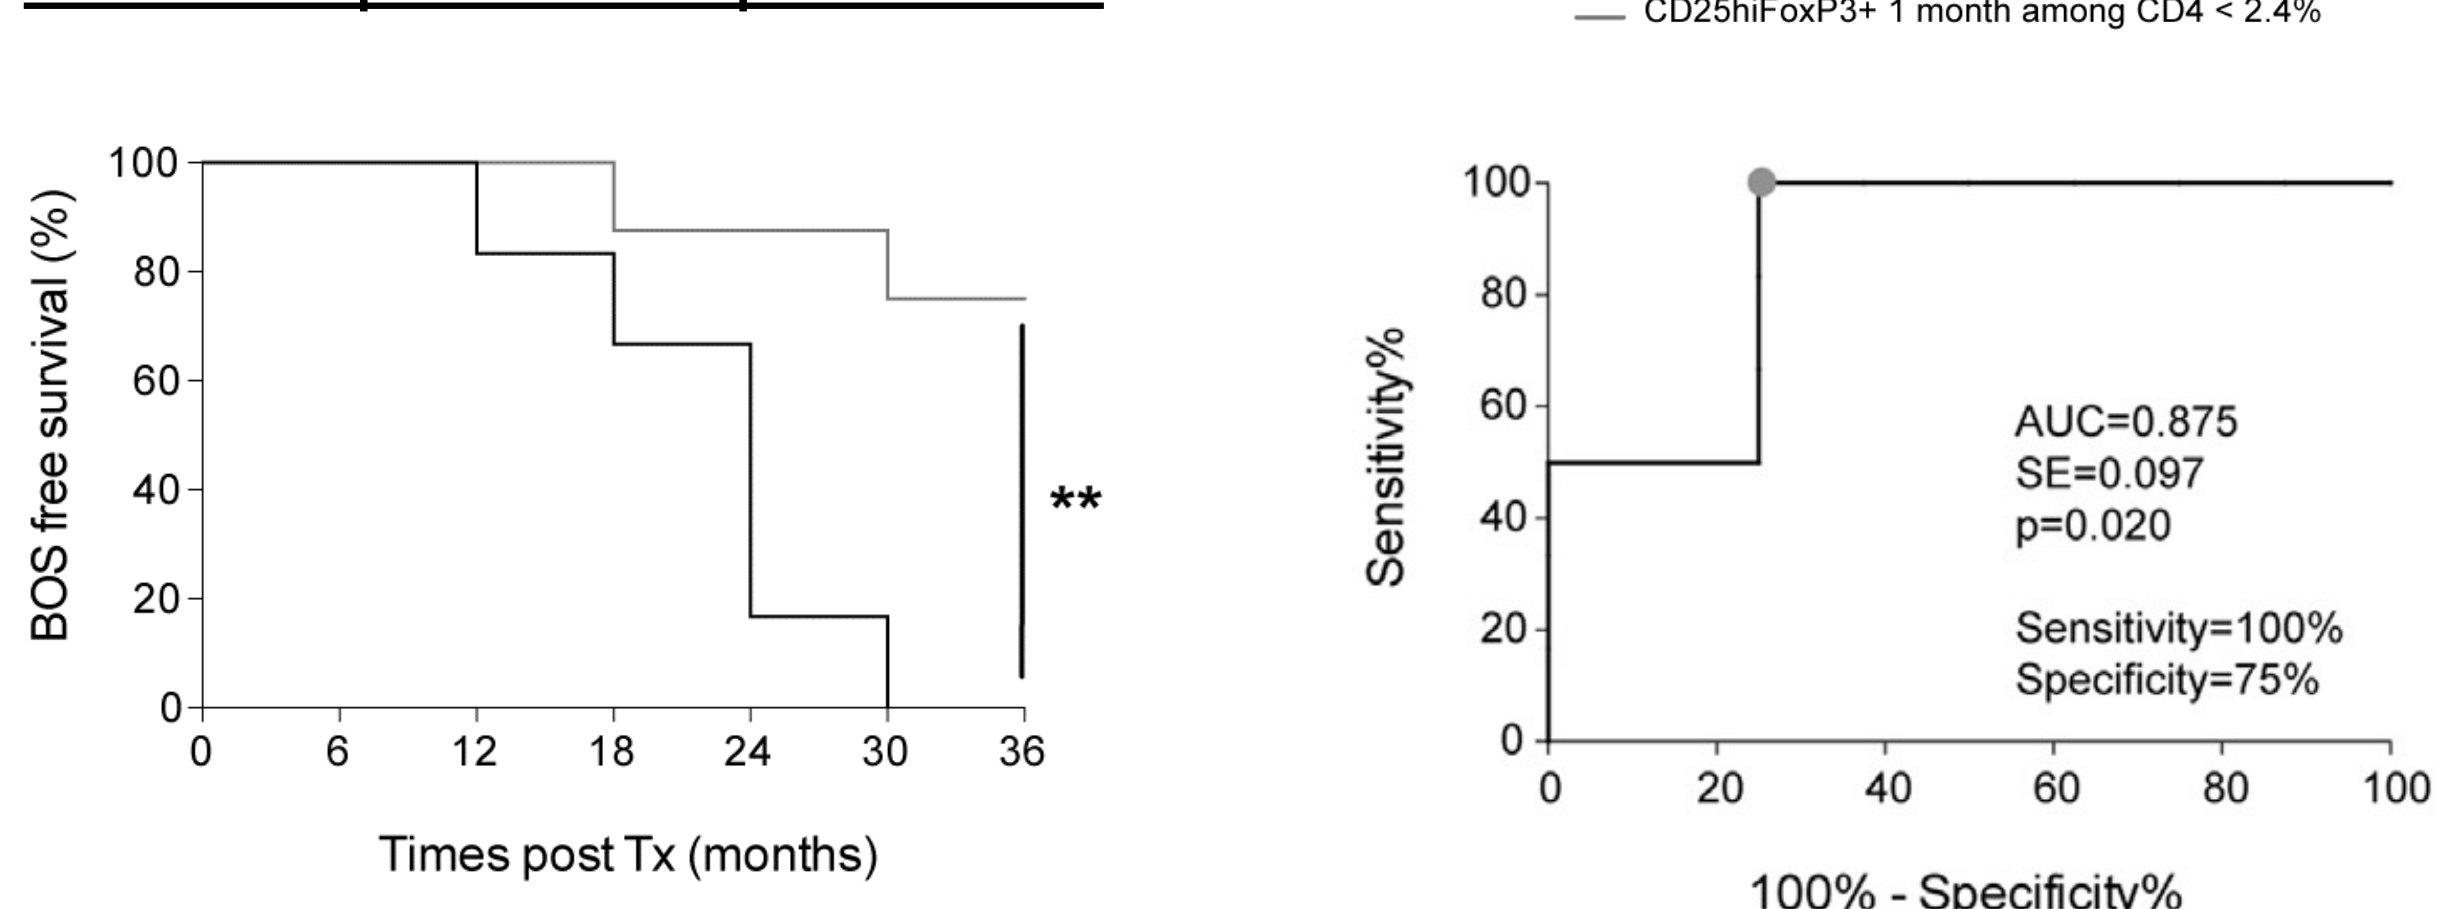 CD25hiFoxP3+ 1 month among CD4 < 2.4%
100
80
60
40
20
0
BOS free survival (%)
0 6 12 18 24 30 36
Times post Tx (months)
**
100
80
60
40
20
0
Sensitivity%
AUC=0.875
SE=0.097
p=0.020
Sensitivity=100%
Specificity=75%
0 20 40 60 80 100
100% - Specificity%